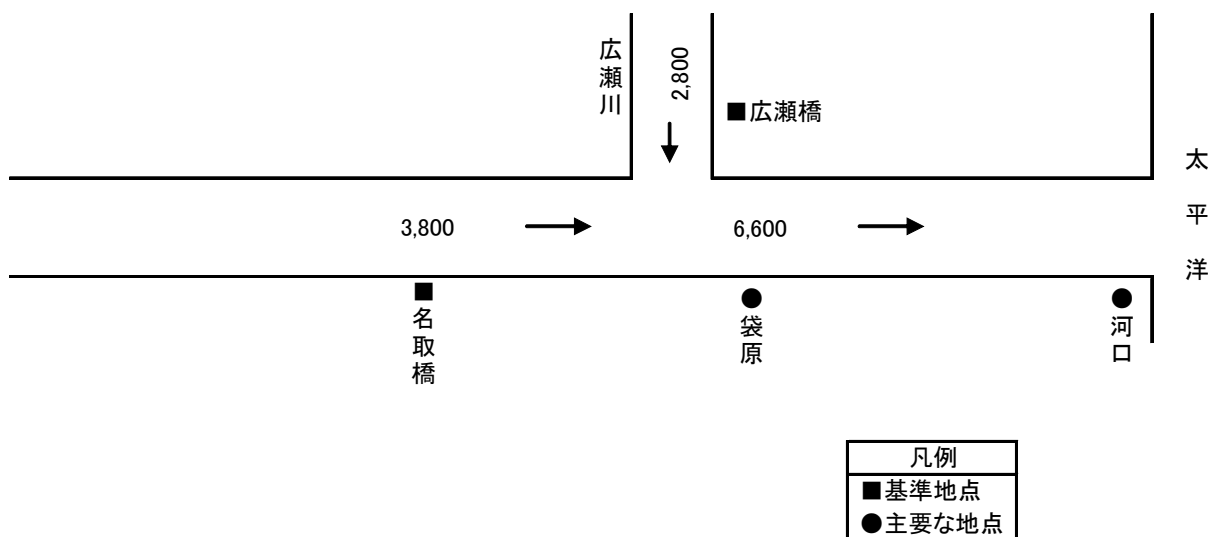 広瀬川
2,800
■広瀬橋
太平洋
3,800
6,600
■
名取橋
●
袋原
●
河口
凡例
■基準地点
●主要な地点